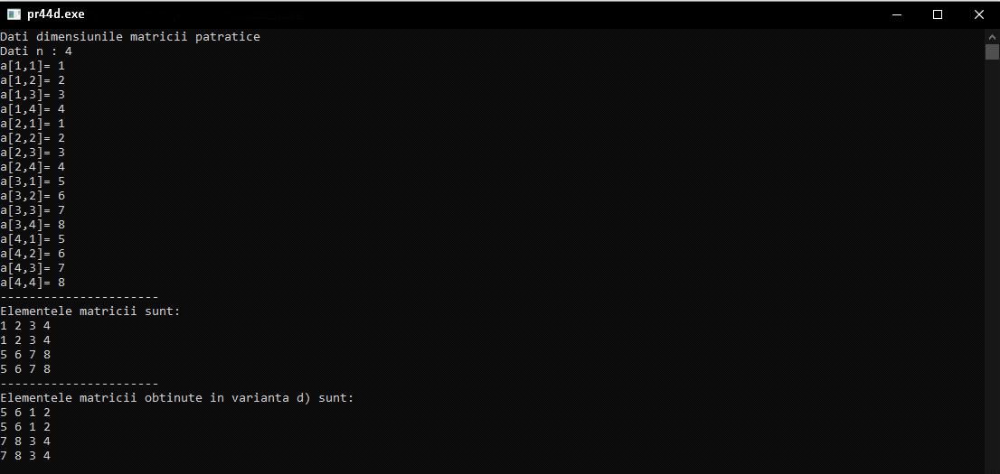 pr44d.exe
Dati dimensiunile matricii patratice
Dati n : 4
a[1,1]= 1
a[1,2]= 2
a[1,3]= 3
a[1,4]= 4
a[2,1]= 1
a[2,2]= 2
a[2,3]= 3
a[2,4]= 4
a[3,1]= 5
a[3,2]= 6
a[3,3]= 7
a[3,4]= 8
a[4,1]= 5
a[4,2]= 6
a[4,3]= 7
a[4,4]= 8
----------------------
Elementele matricii sunt:
1 2 3 4
1 2 3 4
5 6 7 8
5 6 7 8
----------------------
Elementele matricii obtinute in varianta d) sunt:
5 6 1 2
5 6 1 2
7 8 3 4
7 8 3 4